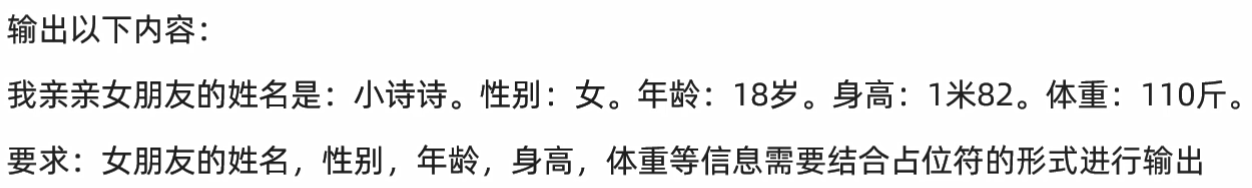 输出以下内容：
我亲亲女朋友的姓名是：小诗诗。性别：女。年龄：18岁。身高：1米82。体重：110斤。
要求：女朋友的姓名，性别，年龄，身高，体重等信息需要结合占位符的形式进行输出